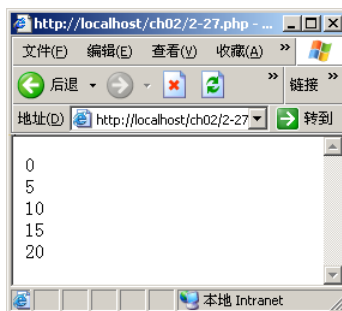 http://localhost/ch02/2-27.php - ...
文件(F) 编辑(E) 查看(V) 收藏(A) »
后退 » 链接 »
地址(D) http://localhost/ch02/2-27 转到
0
5
10
15
20
本地 Intranet